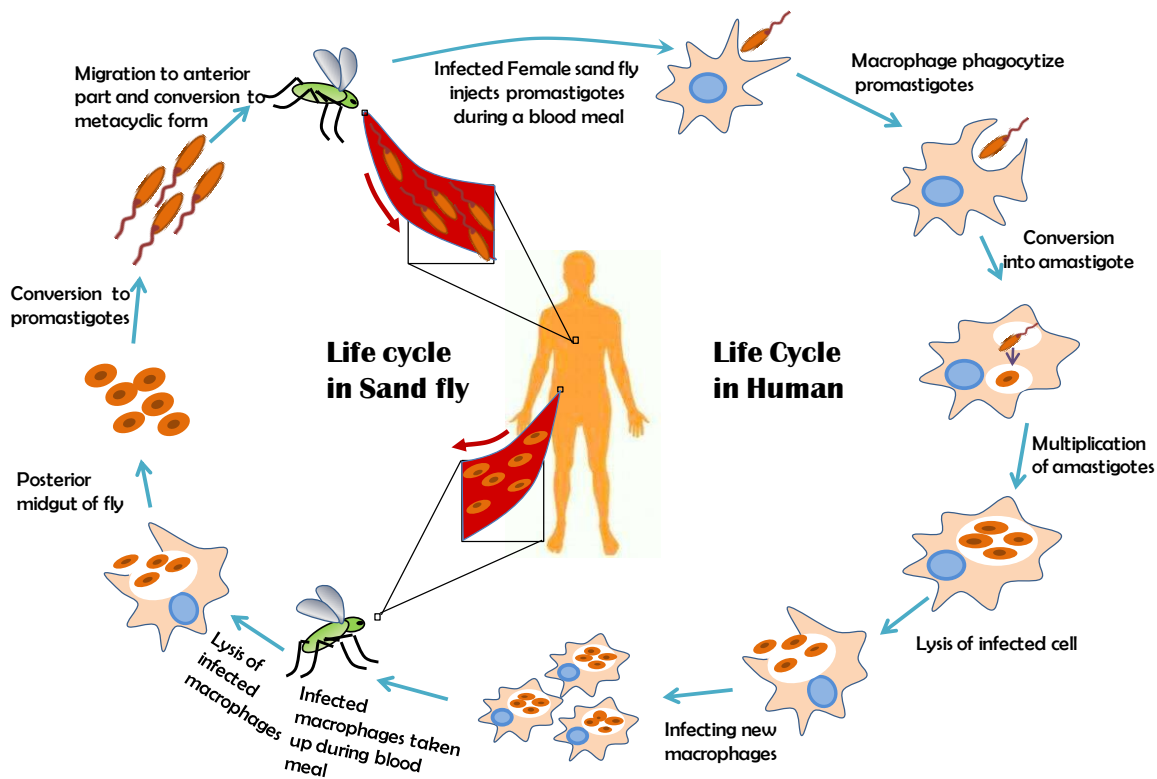 Migration to anterior
part and conversion to
metacyclic form
Infected Female sand fly
injects promastigotes
during a blood meal
Macrophage phagocytize
promastigotes
Conversion
into amastigote
Conversion to
promastigotes
Life cycle
in Sand fly
Life Cycle
in Human
Multiplication
of amastigotes
Posterior
midgut of fly
Lysis of infected cell
Lysis of
infected
macrophages
Infected
macrophages taken
up during blood
meal
Infecting new
macrophages